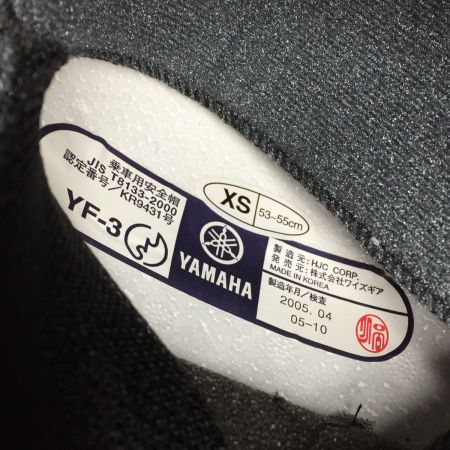 乗車用安全帽
JIS T8133-2000
認定番号 KR9431号
YF-3
XS
53-55cm
YAMAHA
製造元:HJC CORP.
発売元:株式会社ワイズギア
MADE IN KOREA
製造年月/検査
2005.04
05-10